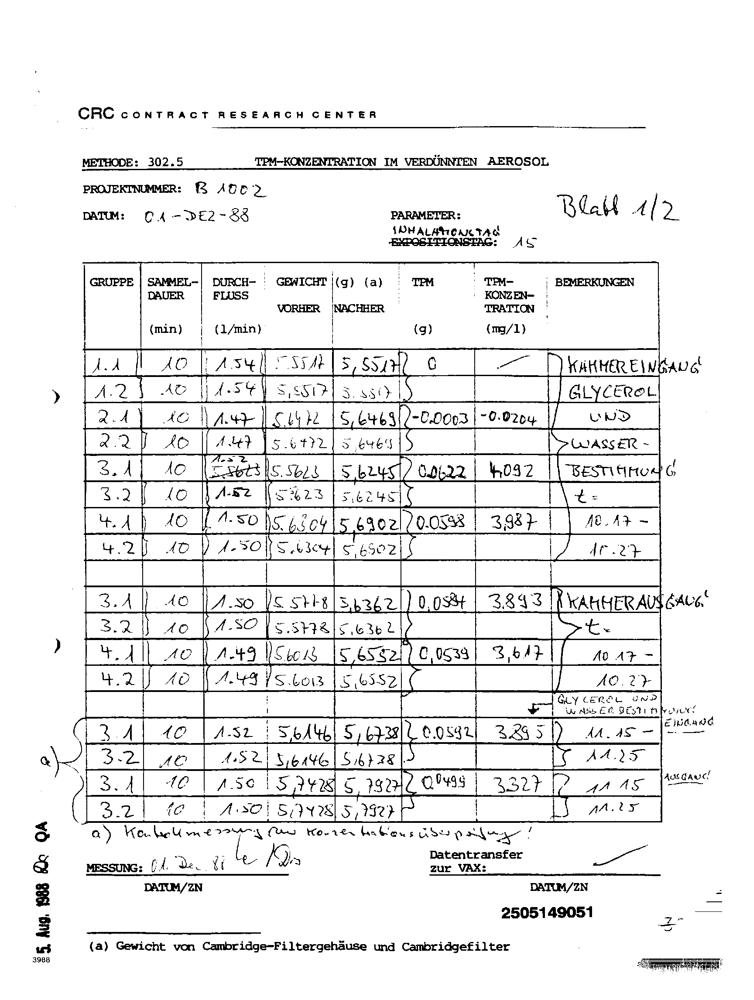 CRC CONTRACT RESEARCH CENTER
METHODE: 302.5 TPM-KONZENTRATION IM VERDÜNNTEN AEROSOL
PROJEKTNUMMER: B 1002
Blatt 1/2
DATUM: 01-DEZ-88 PARAMETER:
INHALATIONSTAG
EXPOSITIONSTAG: 15
GRUPPE SAMMEL-DAUER (min) DURCH-FLUSS (l/min) GEWICHT (g) (a) VORHER NACHHER TPM (g) TPM-KONZEN-TRATION (mg/l) BEMERKUNGEN
1.1 10 1.54 5.5517 5,5517 0 KAMMEREINGANG!
1.2 10 1.54 5,5517 GLYCEROL
2.1 10 1.47 5.6472 5,6469 -0.0003 -0.0204 UND
2.2 10 1.47 5.6472 5,6469 WASSER-
3.1 10 1.52 5.5623 5.5623 5,6245 0.0622 4,092 BESTIMMUNG
3.2 10 1.52 5.5623 5,6245 t=
4.1 10 1.50 5.6304 5,6902 0.0598 3,987 10.17-
4.2 10 1.50 5.6304 5,6902 10.27
3.1 10 1.50 5.5778 5,6362 0,0584 3.893 KAMMERAUSGANG!
3.2 10 1.50 5.5778 5,6362 t=
4.1 10 1.49 5.6013 5,6552 0,0539 3,617 10.17-
4.2 10 1.49 5.6013 5,6552 10.27
GLYCEROL UND
WASSERBESTIMMUNG!
3.1 10 1.52 5,6146 5,6738 0.0592 3.895 11.15- EINGANG
3.2 10 1.52 5,6146 5,6738 11.25
a)
3.1 10 1.50 5,7428 5,7927 0,0499 3.327 11 15 AUSGANG!
3.2 10 1.50 5,7428 5,7927 11.25
a) Kontrollmessung zur Konzentrationsüberprüfung!
MESSUNG: 01. Dez. 88
Datentransfer
zur VAX:
DATUM/ZN DATUM/ZN
2505149051
(a) Gewicht von Cambridge-Filtergehäuse und Cambridgefilter
5. Aug. 1988 QA
3988